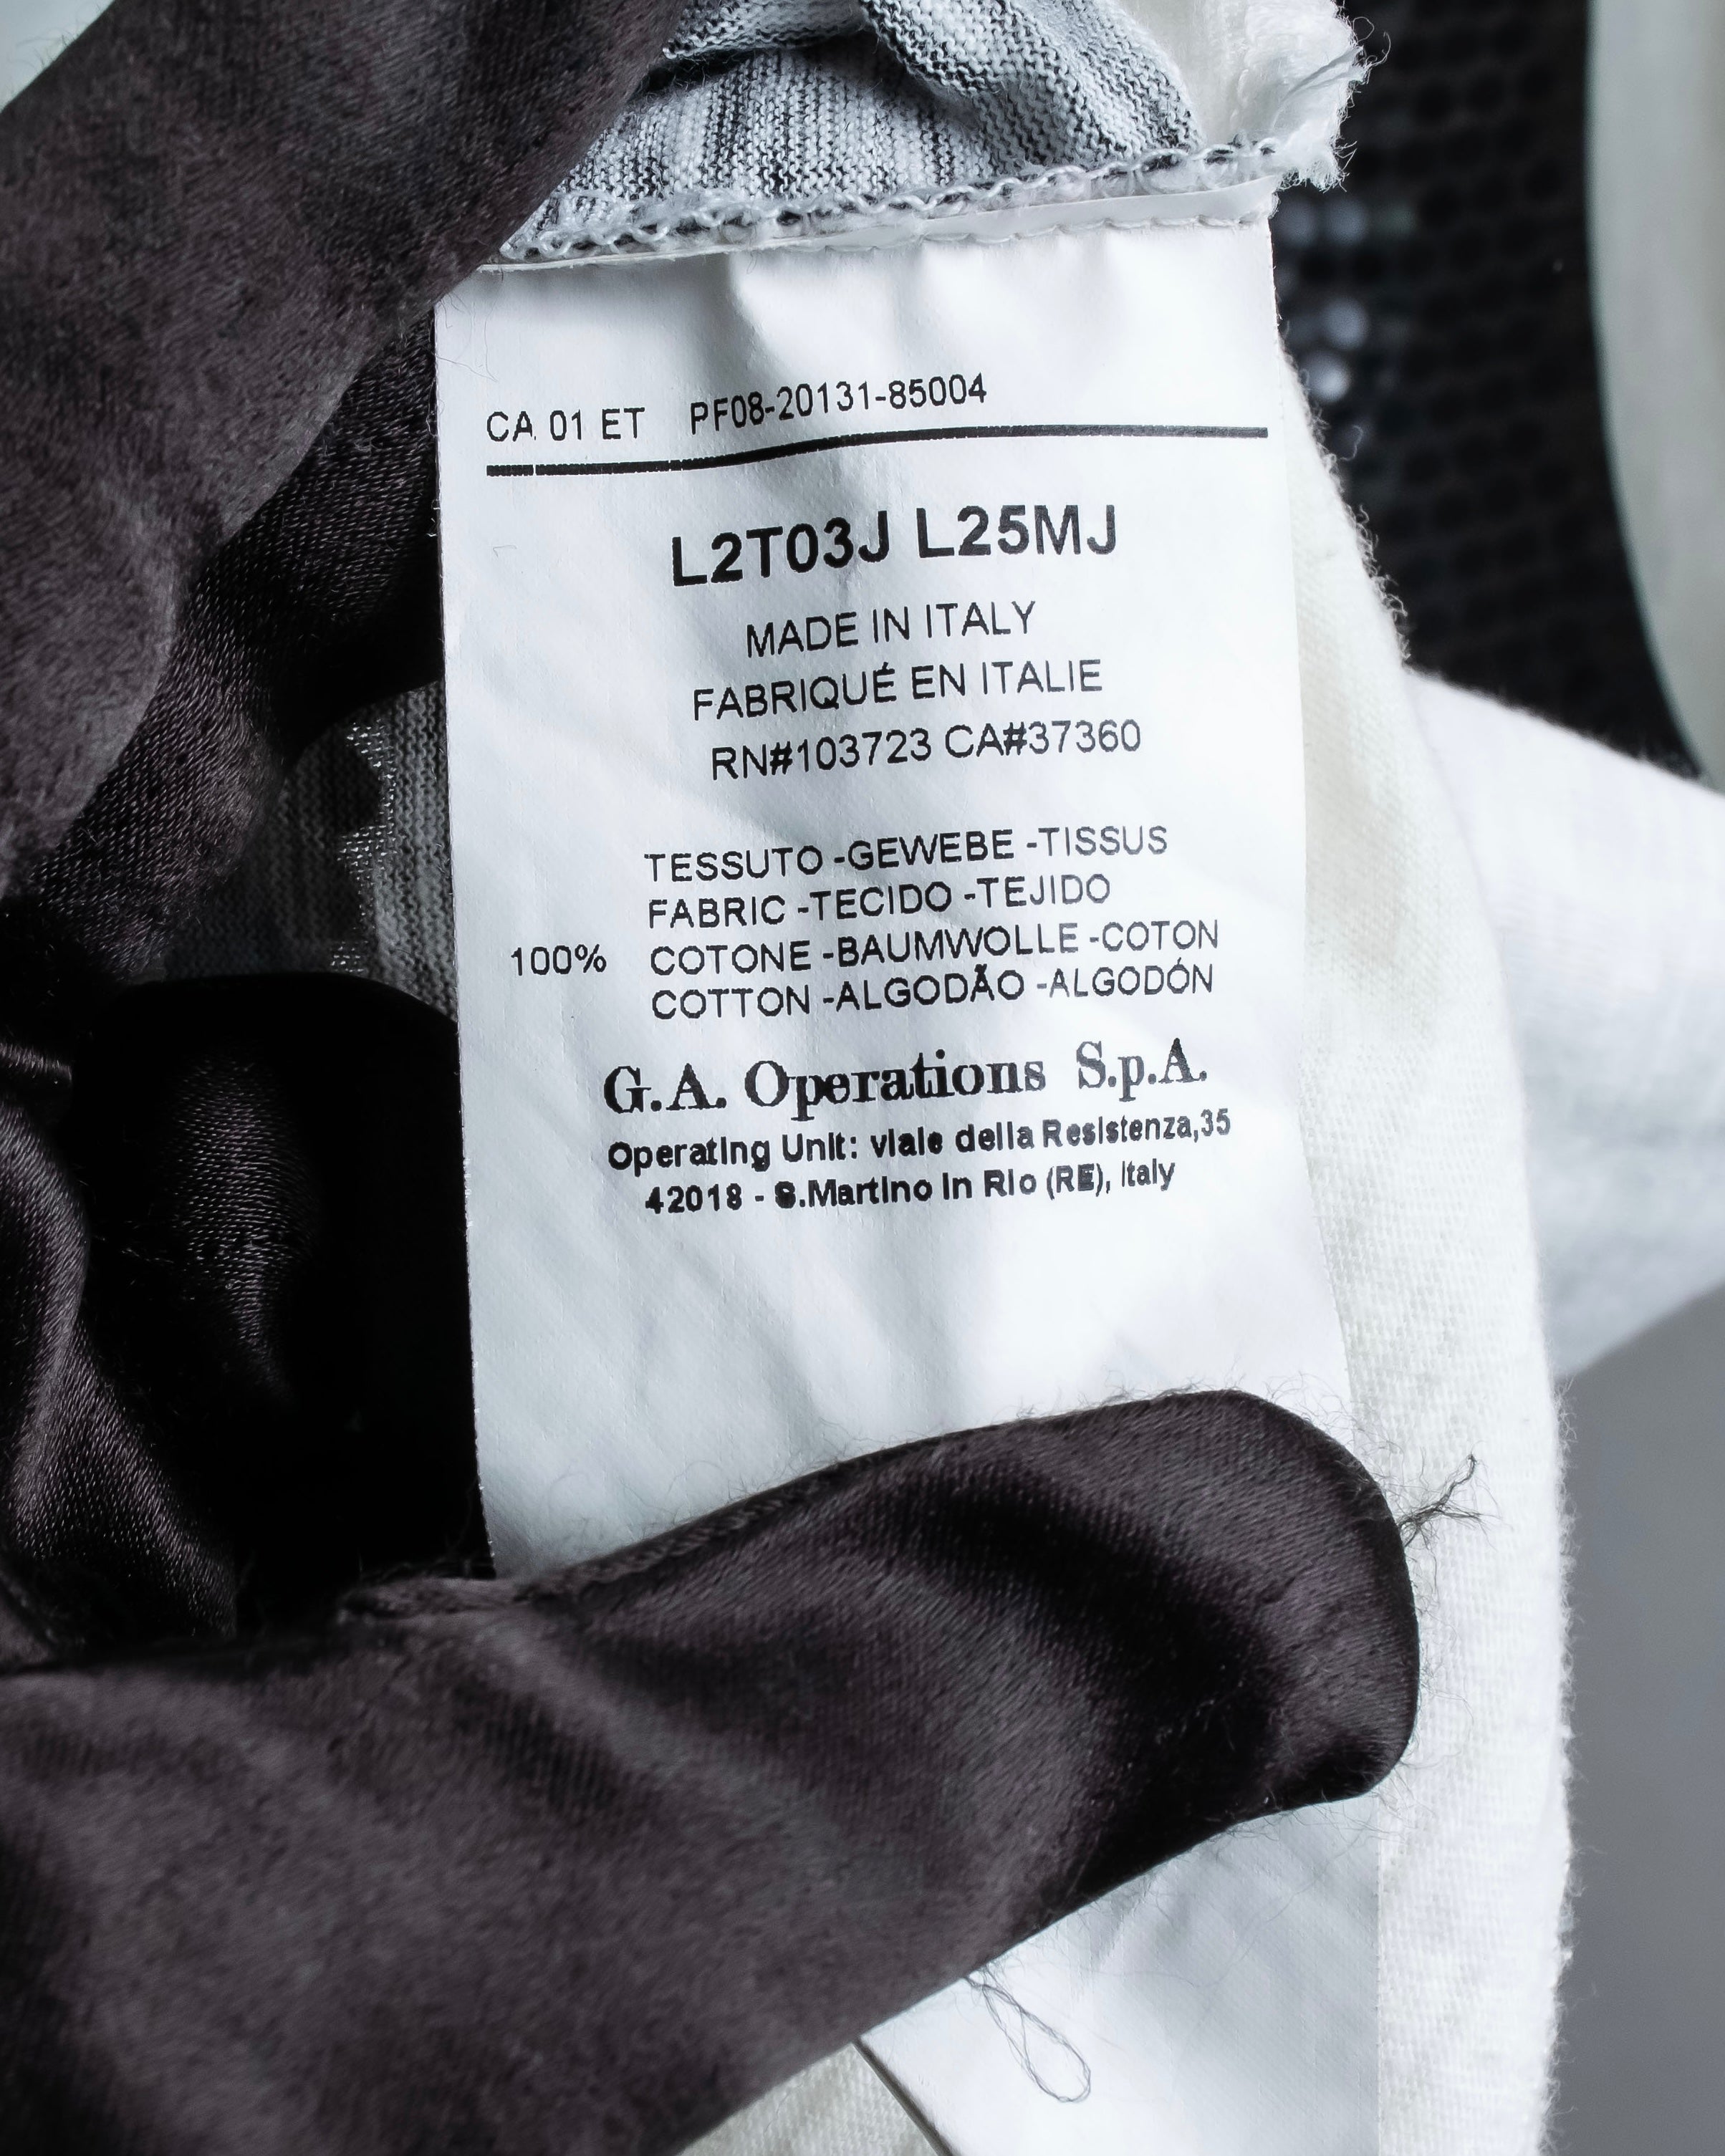 CA 01 ET PF08-20131-85004
L2T03J L25MJ
MADE IN ITALY
FABRIQUÉ EN ITALIE
RN#103723 CA#37360
TESSUTO -GEWEBE -TISSUS
FABRIC -TECIDO -TEJIDO
100% COTONE -BAUMWOLLE -COTON
COTTON -ALGODÃO -ALGODÓN
G.A. Operations S.p.A.
Operating Unit: viale della Resistenza,35
42018 - S.Martino in Rio (RE), Italy